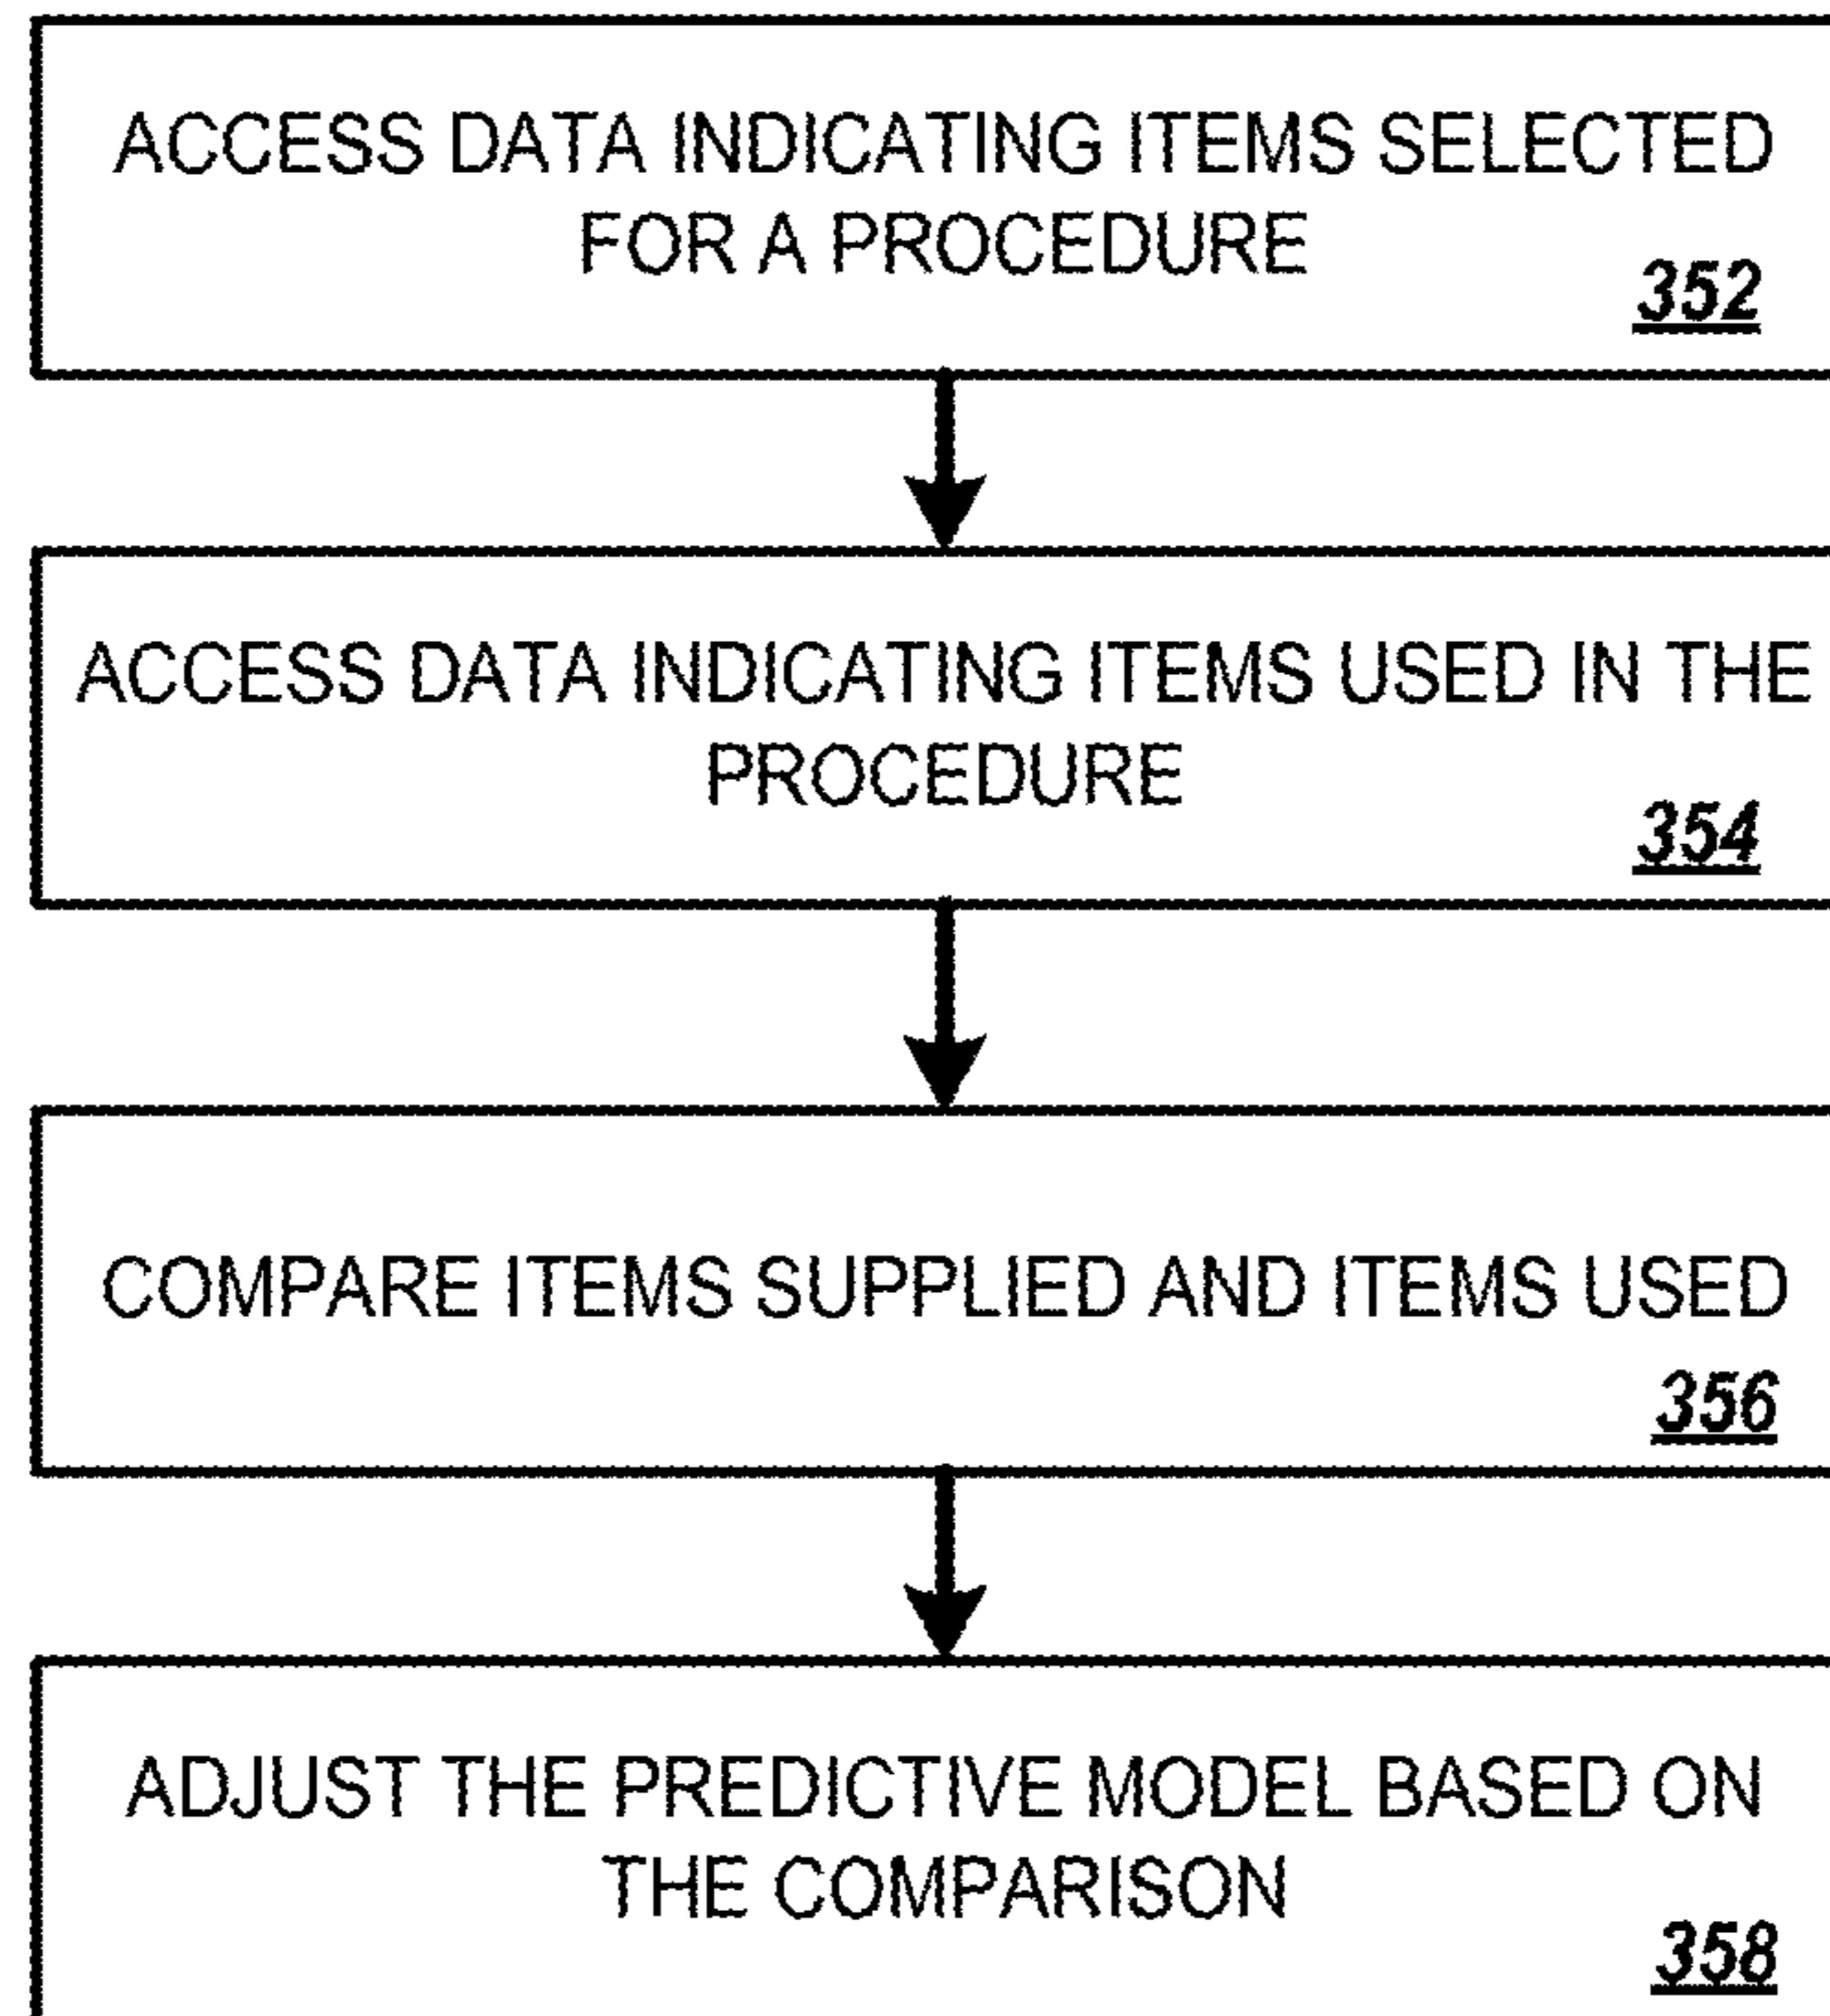 ACCESS DATA INDICATING ITEMS SELECTED
FOR A PROCEDURE
352
ACCESS DATA INDICATING ITEMS USED IN THE
PROCEDURE
354
COMPARE ITEMS SUPPLIED AND ITEMS USED
356
ADJUST THE PREDICTIVE MODEL BASED ON
THE COMPARISON
358